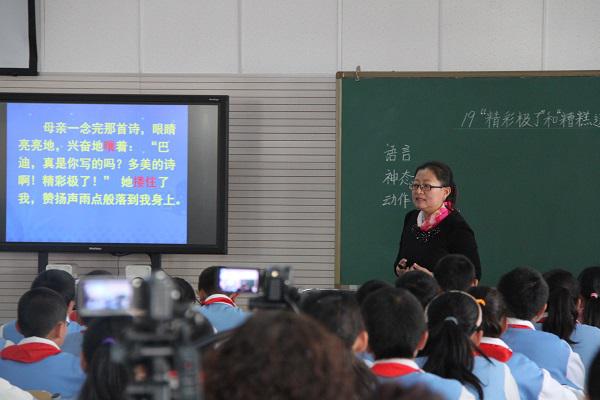 母亲一念完那首诗，眼睛
亮亮地，兴奋地嚷着：“巴
迪，真是你写的吗？多美的诗
啊！精彩极了！”她搂住了
我，赞扬声雨点般落到我身上。
19“精彩极了”和“糟糕透
语言
神态
动作